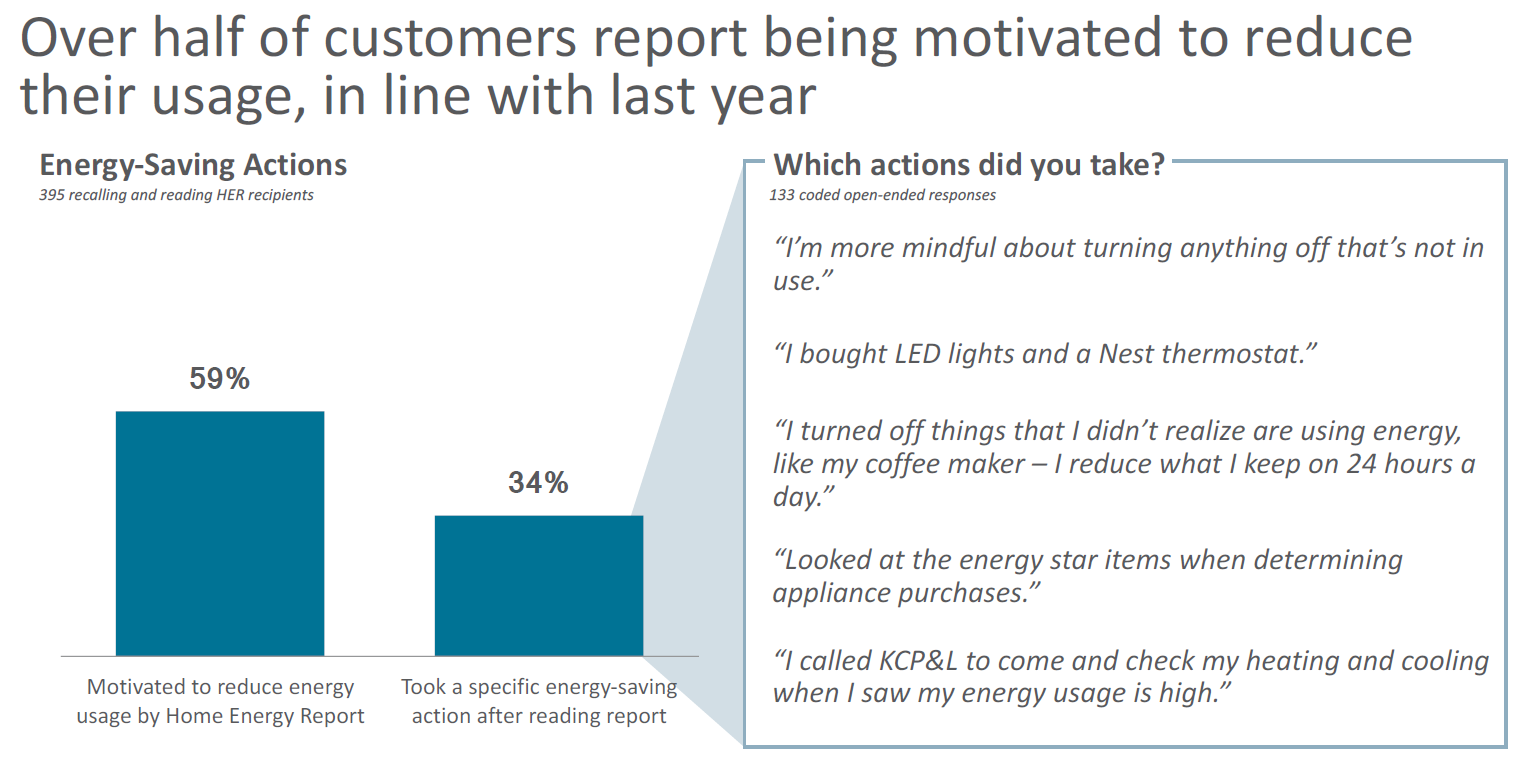 Over half of customers report being motivated to reduce
their usage, in line with last year
Energy-Saving Actions
395 recalling and reading HER recipients
59%
34%
Motivated to reduce energy
usage by Home Energy Report
Took a specific energy-saving
action after reading report
Which actions did you take?
133 coded open-ended responses
“I’m more mindful about turning anything off that’s not in
use.”
“I bought LED lights and a Nest thermostat.”
“I turned off things that I didn’t realize are using energy,
like my coffee maker – I reduce what I keep on 24 hours a
day.”
“Looked at the energy star items when determining
appliance purchases.”
“I called KCP&L to come and check my heating and cooling
when I saw my energy usage is high.”